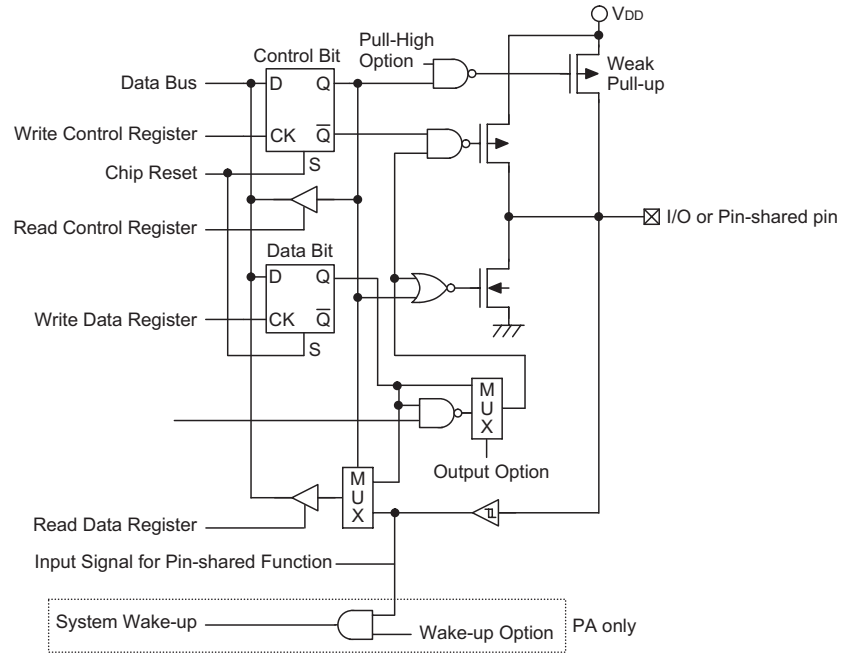 VDD
Control Bit
Pull-High
Option
Weak
Pull-up
Data Bus
D
Q
Write Control Register
CK
Q
Chip Reset
S
I/O or Pin-shared pin
Read Control Register
Data Bit
D
Q
Write Data Register
CK
Q
S
M
U
X
Output Option
M
U
X
Read Data Register
Input Signal for Pin-shared Function
System Wake-up
Wake-up Option
PA only